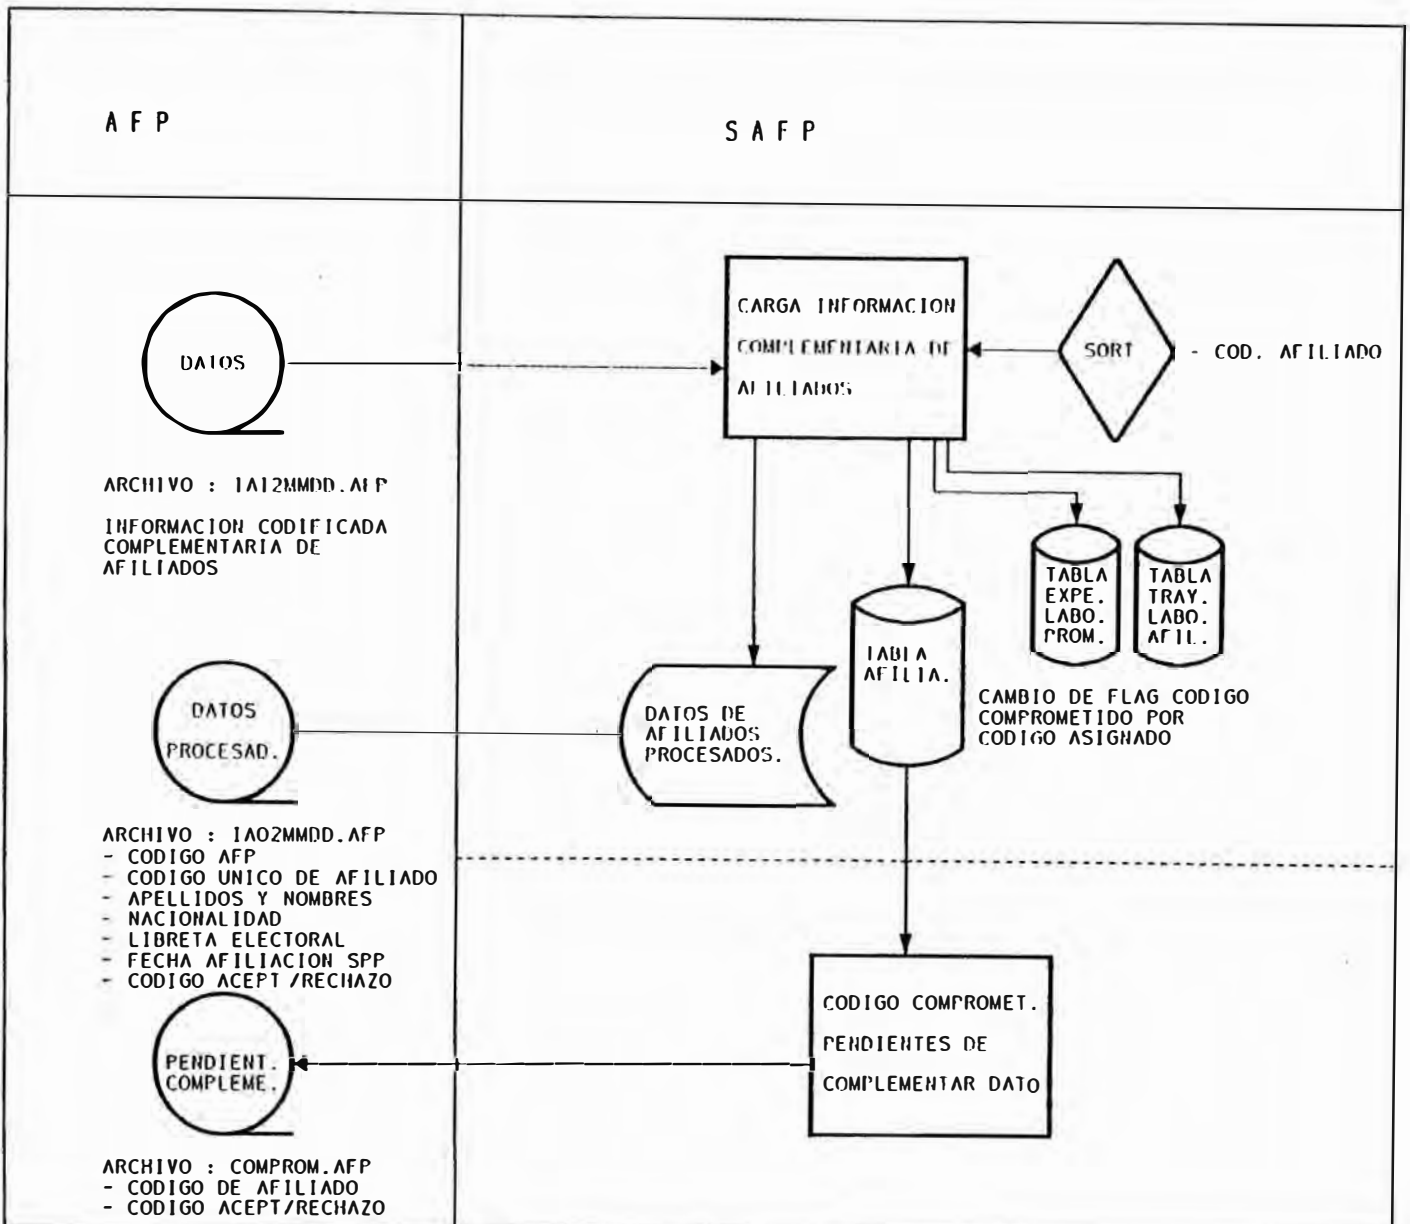 AFP
SAFP
DATOS
ARCHIVO : IAI2MMDD.AFP
INFORMACION CODIFICADA
COMPLEMENTARIA DE
AFILIADOS
CARGA INFORMACION
COMPLEMENTARIA DE
AFILIADOS
SORT
- COD. AFILIADO
TABLA
EXPE.
LABO.
PROM.
TABLA
TRAY.
LABO.
AFIL.
TABLA
AFILIA.
CAMBIO DE FLAG CODIGO
COMPROMETIDO POR
CODIGO ASIGNADO
DATOS DE
AFILIADOS
PROCESADOS.
DATOS
PROCESAD.
ARCHIVO : IAO2MMDD.AFP
- CODIGO AFP
- CODIGO UNICO DE AFILIADO
- APELLIDOS Y NOMBRES
- NACIONALIDAD
- LIBRETA ELECTORAL
- FECHA AFILIACION SPP
- CODIGO ACEPT/RECHAZO
CODIGO COMPROMET.
PENDIENTES DE
COMPLEMENTAR DATO
PENDIENT.
COMPLEME.
ARCHIVO : COMPROM.AFP
- CODIGO DE AFILIADO
- CODIGO ACEPT/RECHAZO